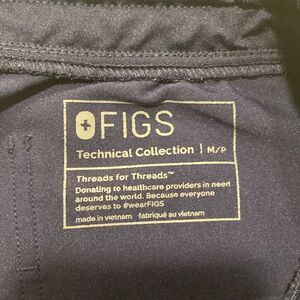 FIGS
Technical Collection | M/P
Threads for Threads™
Donating to healthcare providers in need
around the world. Because everyone
deserves to #wearFIGS
made in vietnam fabriqué au vietnam